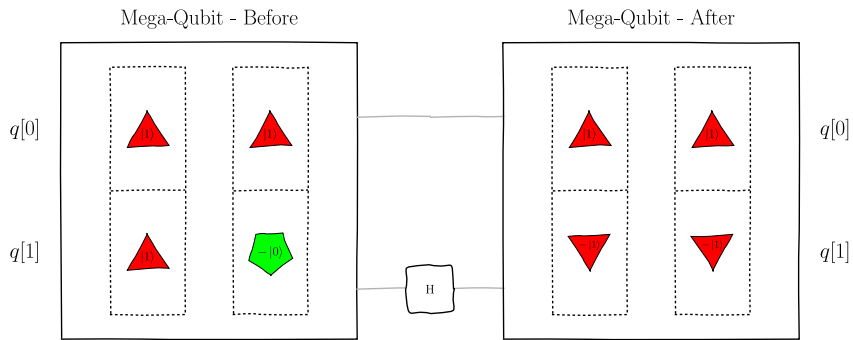 Mega-Qubit - Before
Mega-Qubit - After
q[0]
|1⟩
|1⟩
|1⟩
|1⟩
q[0]
q[1]
|1⟩
−|0⟩
H
−|1⟩
−|1⟩
q[1]